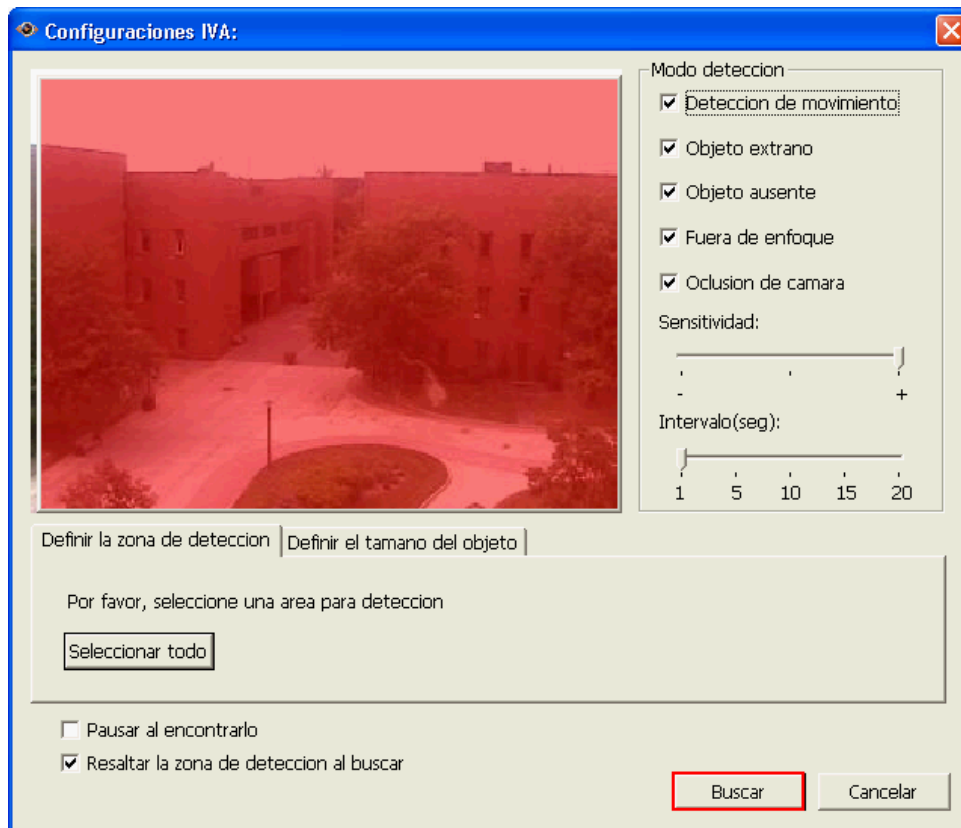 Configuraciones IVA:
Modo deteccion
Deteccion de movimiento
Objeto extrano
Objeto ausente
Fuera de enfoque
Oclusion de camara
Sensitividad:
- +
Intervalo(seg):
1 5 10 15 20
Definir la zona de deteccion Definir el tamano del objeto
Por favor, seleccione una area para deteccion
Seleccionar todo
Pausar al encontrarlo
Resaltar la zona de deteccion al buscar
Buscar Cancelar